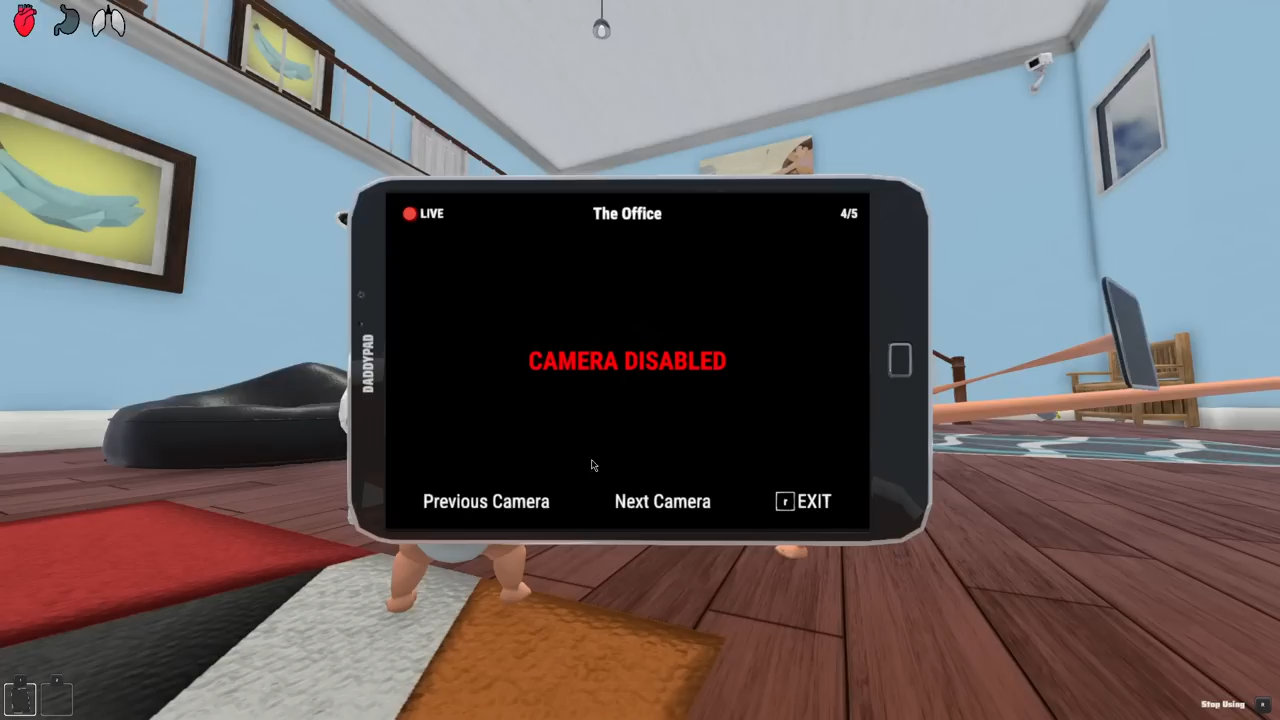 LIVE
The Office
4/5
DADDYPAD
CAMERA DISABLED
Previous Camera
Next Camera
r EXIT
Stop Using